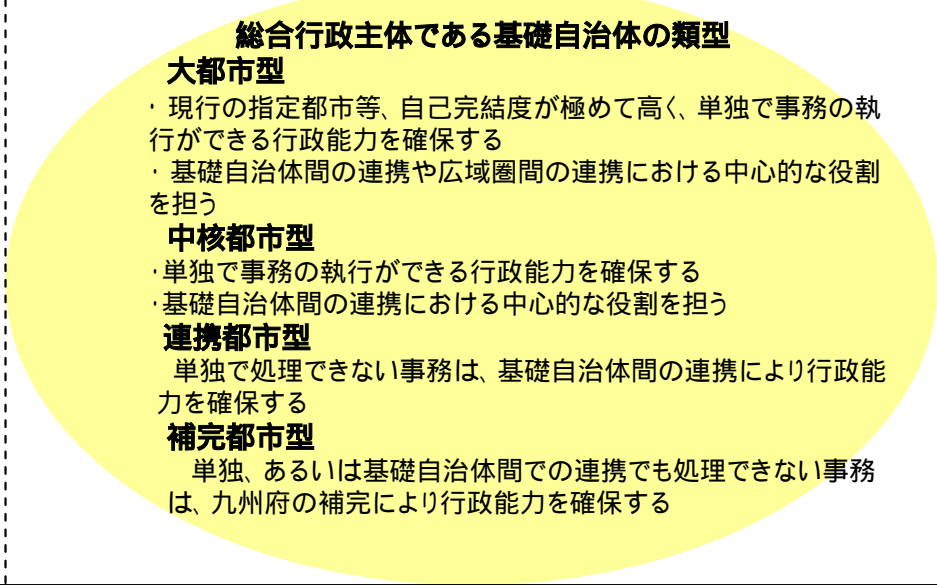 総合行政主体である基礎自治体の類型
大都市型
・現行の指定都市等、自己完結度が極めて高く、単独で事務の執
行ができる行政能力を確保する
・基礎自治体間の連携や広域圏間の連携における中心的な役割
を担う
中核都市型
・単独で事務の執行ができる行政能力を確保する
・基礎自治体間の連携における中心的な役割を担う
連携都市型
単独で処理できない事務は、基礎自治体間の連携により行政能
力を確保する
補完都市型
単独、あるいは基礎自治体間での連携でも処理できない事務
は、九州府の補完により行政能力を確保する